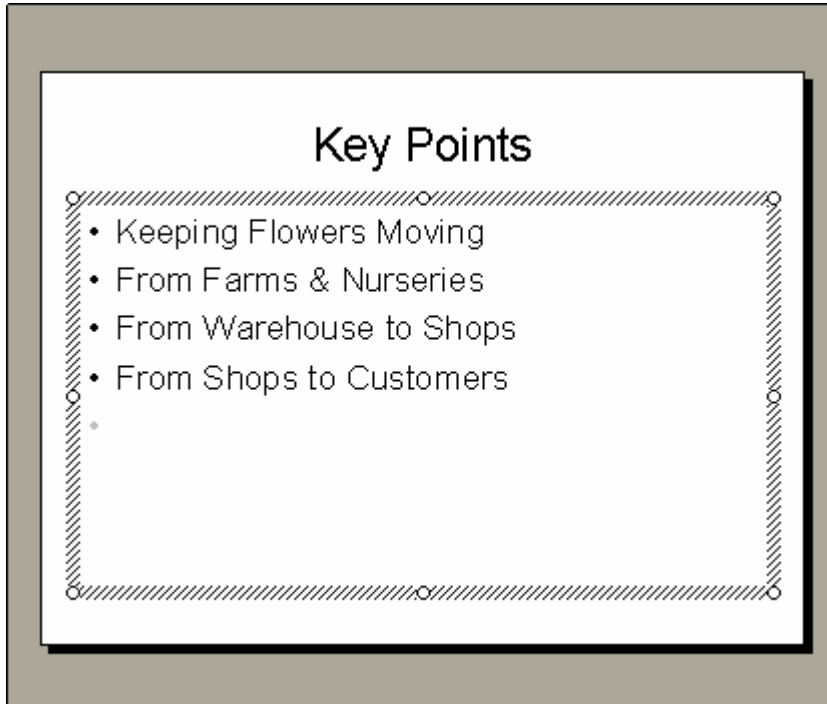 Key Points
• Keeping Flowers Moving
• From Farms & Nurseries
• From Warehouse to Shops
• From Shops to Customers